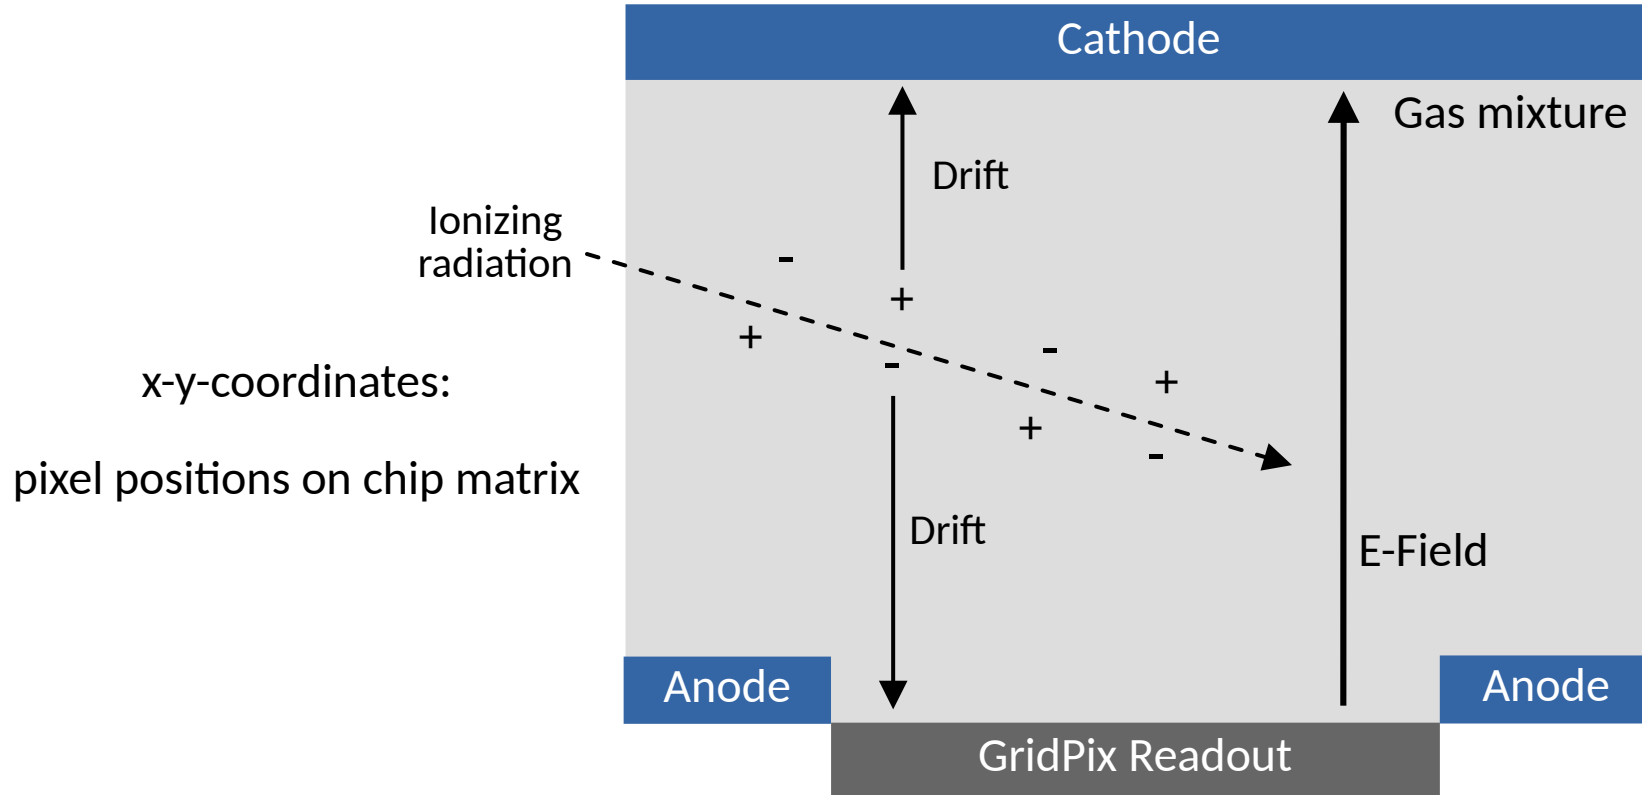 Cathode
Gas mixture
Drift
Ionizing
radiation
-
+
+
-
-
+
x-y-coordinates:
+
-
pixel positions on chip matrix
Drift
E-Field
Anode
Anode
GridPix Readout